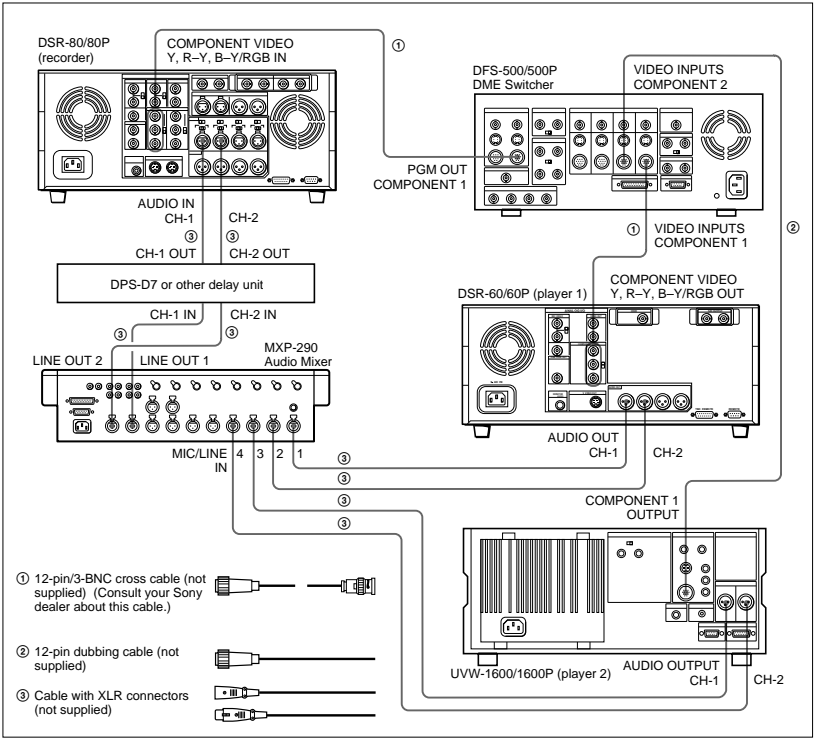 DSR-80/80P
(recorder)
COMPONENT VIDEO
Y, R–Y, B–Y/RGB IN
①
DFS-500/500P
DME Switcher
VIDEO INPUTS
COMPONENT 2
PGM OUT
COMPONENT 1
AUDIO IN
CH-1
CH-2
③
③
CH-1 OUT
CH-2 OUT
①
VIDEO INPUTS
COMPONENT 1
②
DPS-D7 or other delay unit
DSR-60/60P (player 1)
COMPONENT VIDEO
Y, R–Y, B–Y/RGB OUT
CH-1 IN
CH-2 IN
③
③
LINE OUT 2
LINE OUT 1
MXP-290
Audio Mixer
MIC/LINE
IN
4
3
2
1
AUDIO OUT
CH-1
CH-2
③
③
③
③
COMPONENT 1
OUTPUT
① 12-pin/3-BNC cross cable (not
supplied) (Consult your Sony
dealer about this cable.)
② 12-pin dubbing cable (not
supplied)
③ Cable with XLR connectors
(not supplied)
UVW-1600/1600P (player 2)
AUDIO OUTPUT
CH-1
CH-2